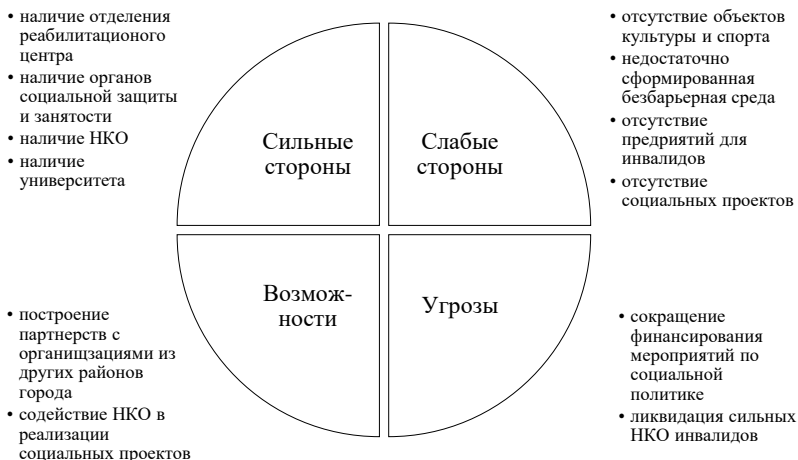 • наличие отделения
реабилитационого
центра
• наличие органов
социальной защиты
и занятости
• наличие НКО
• наличие
университета
Сильные
стороны
Слабые
стороны
• отсутствие объектов
культуры и спорта
• недостаточно
сформированная
безбарьерная среда
• отсутствие
предриятий для
инвалидов
• отсутствие
социальных проектов
• построение
партнерств с
органищзациями из
других районов
города
• содействие НКО в
реализации
социальных проектов
Возмож-
ности
Угрозы
• сокращение
финансирования
мероприятий по
социальной
политике
• ликвидация сильных
НКО инвалидов